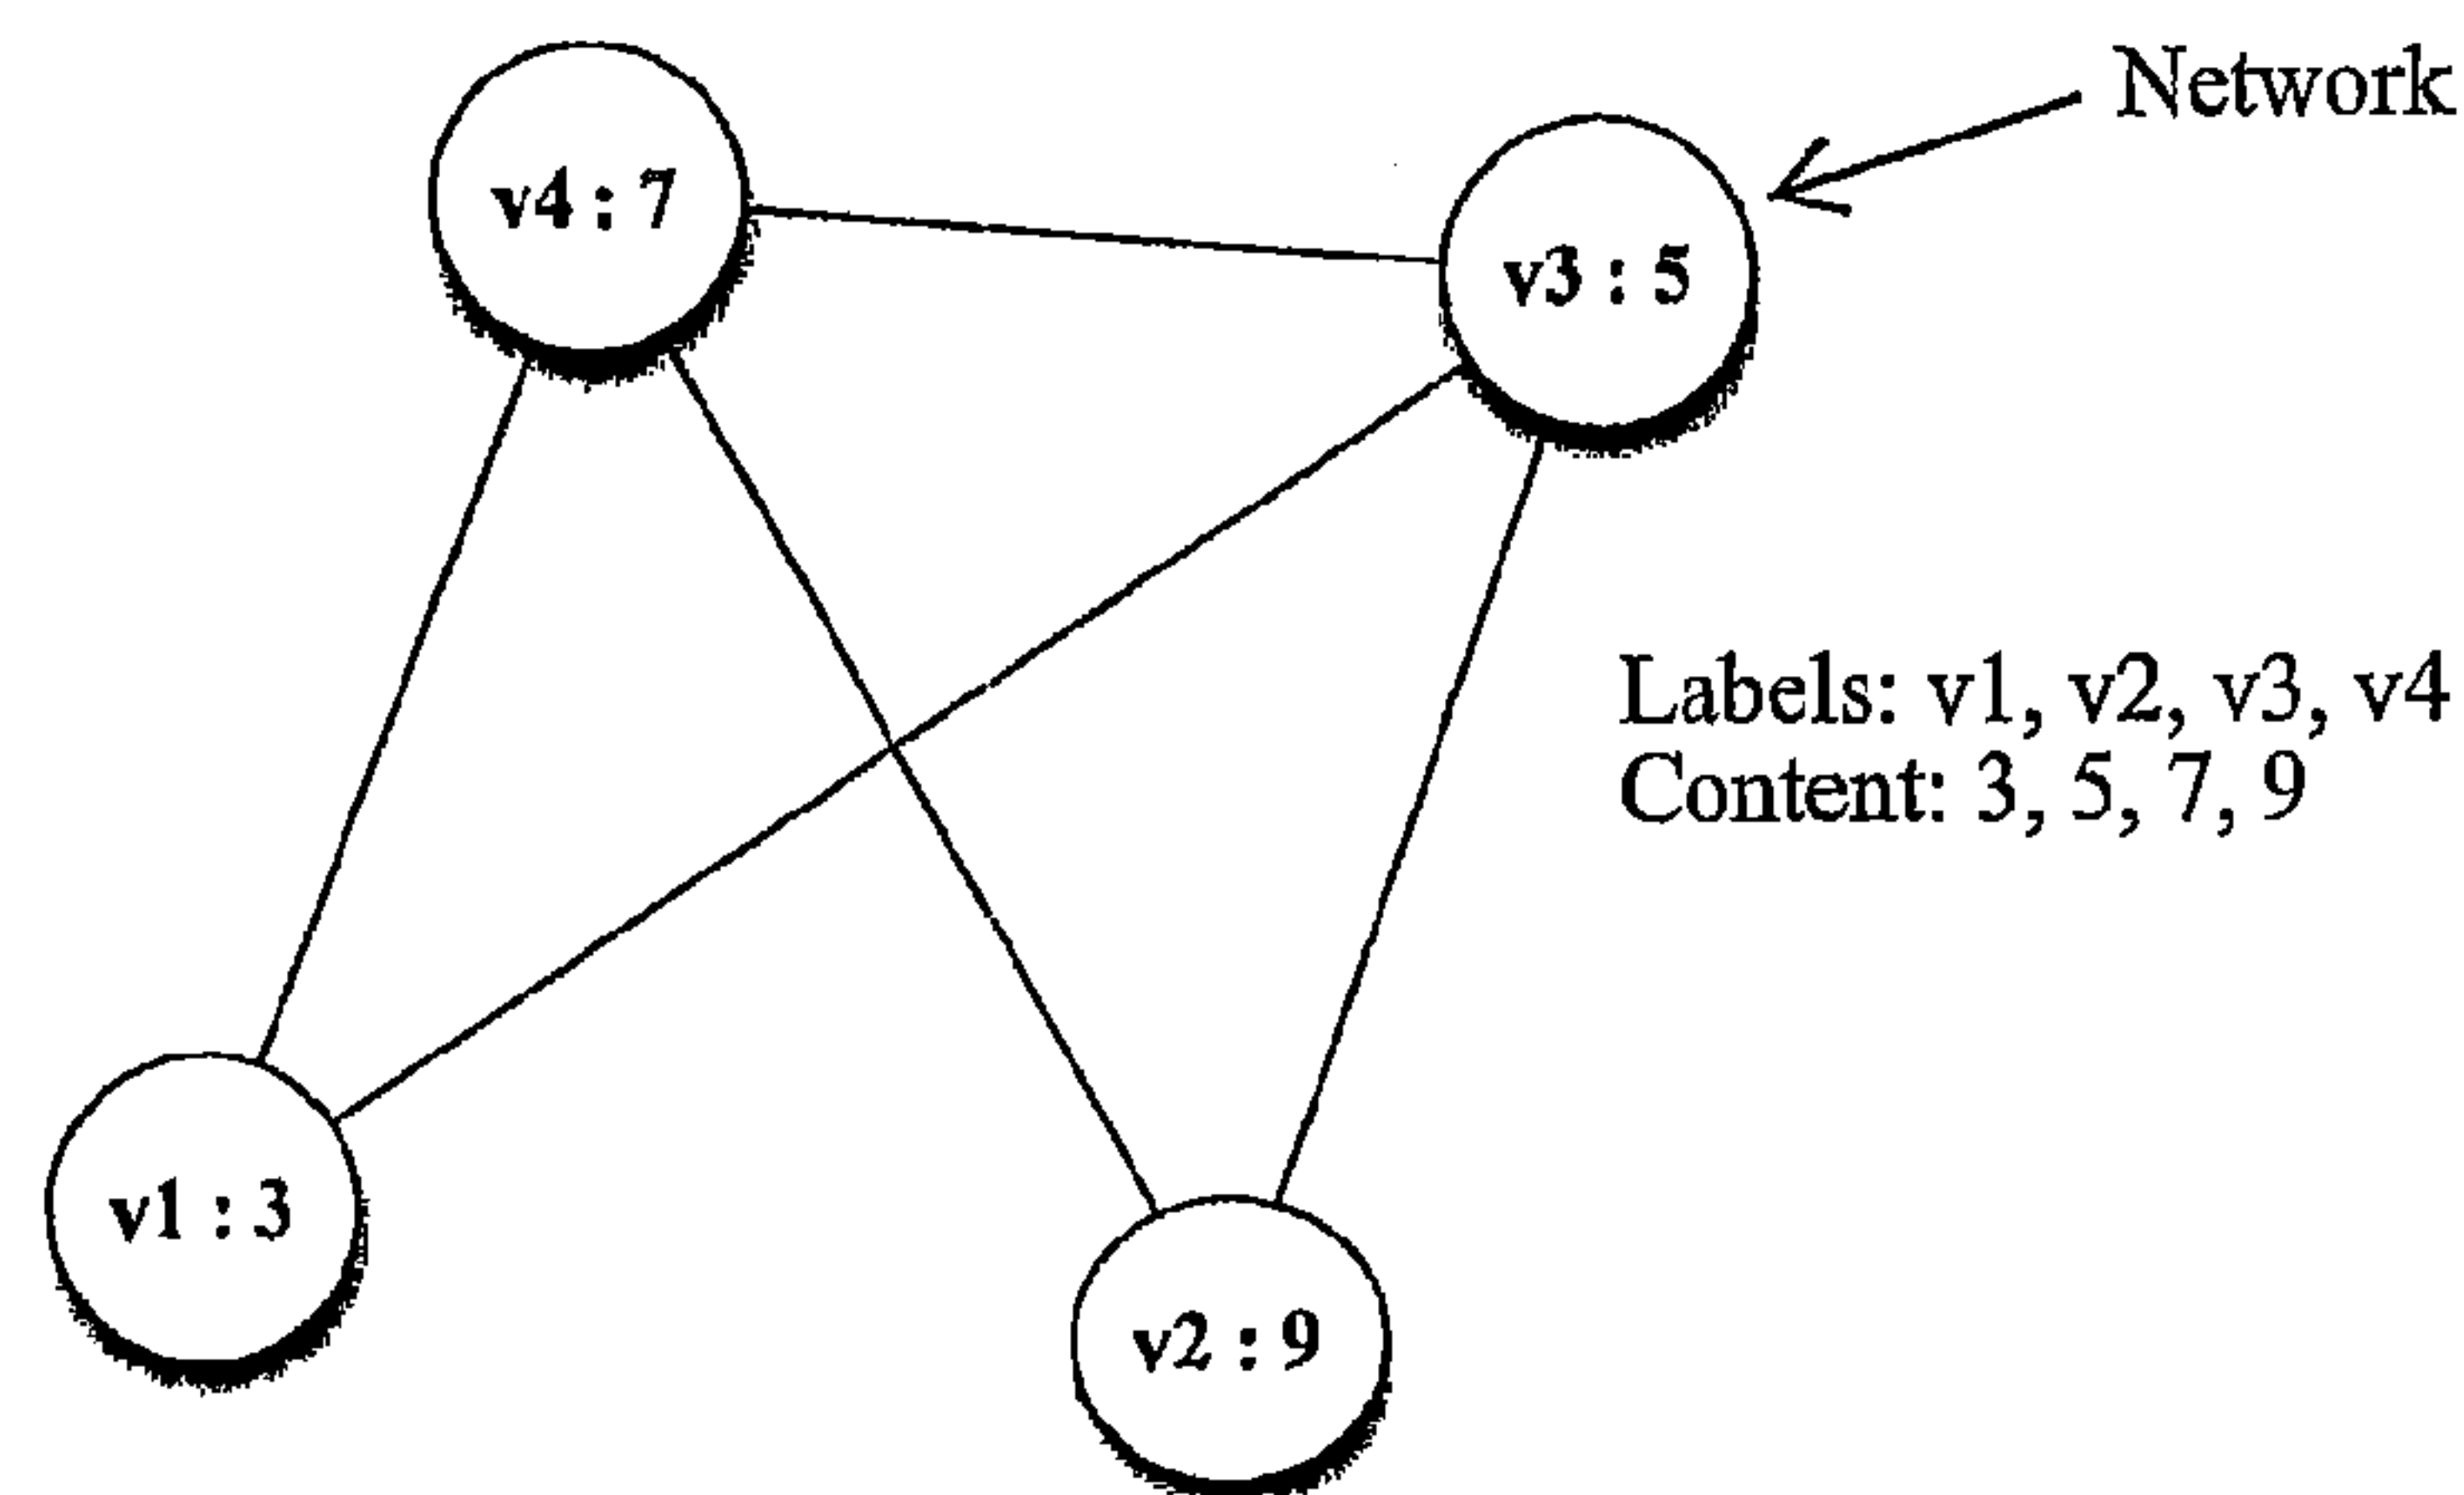 Network
v4 : 7
v3 : 5
Labels: v1, v2, v3, v4
Content: 3, 5, 7, 9
v1 : 3
v2 : 9